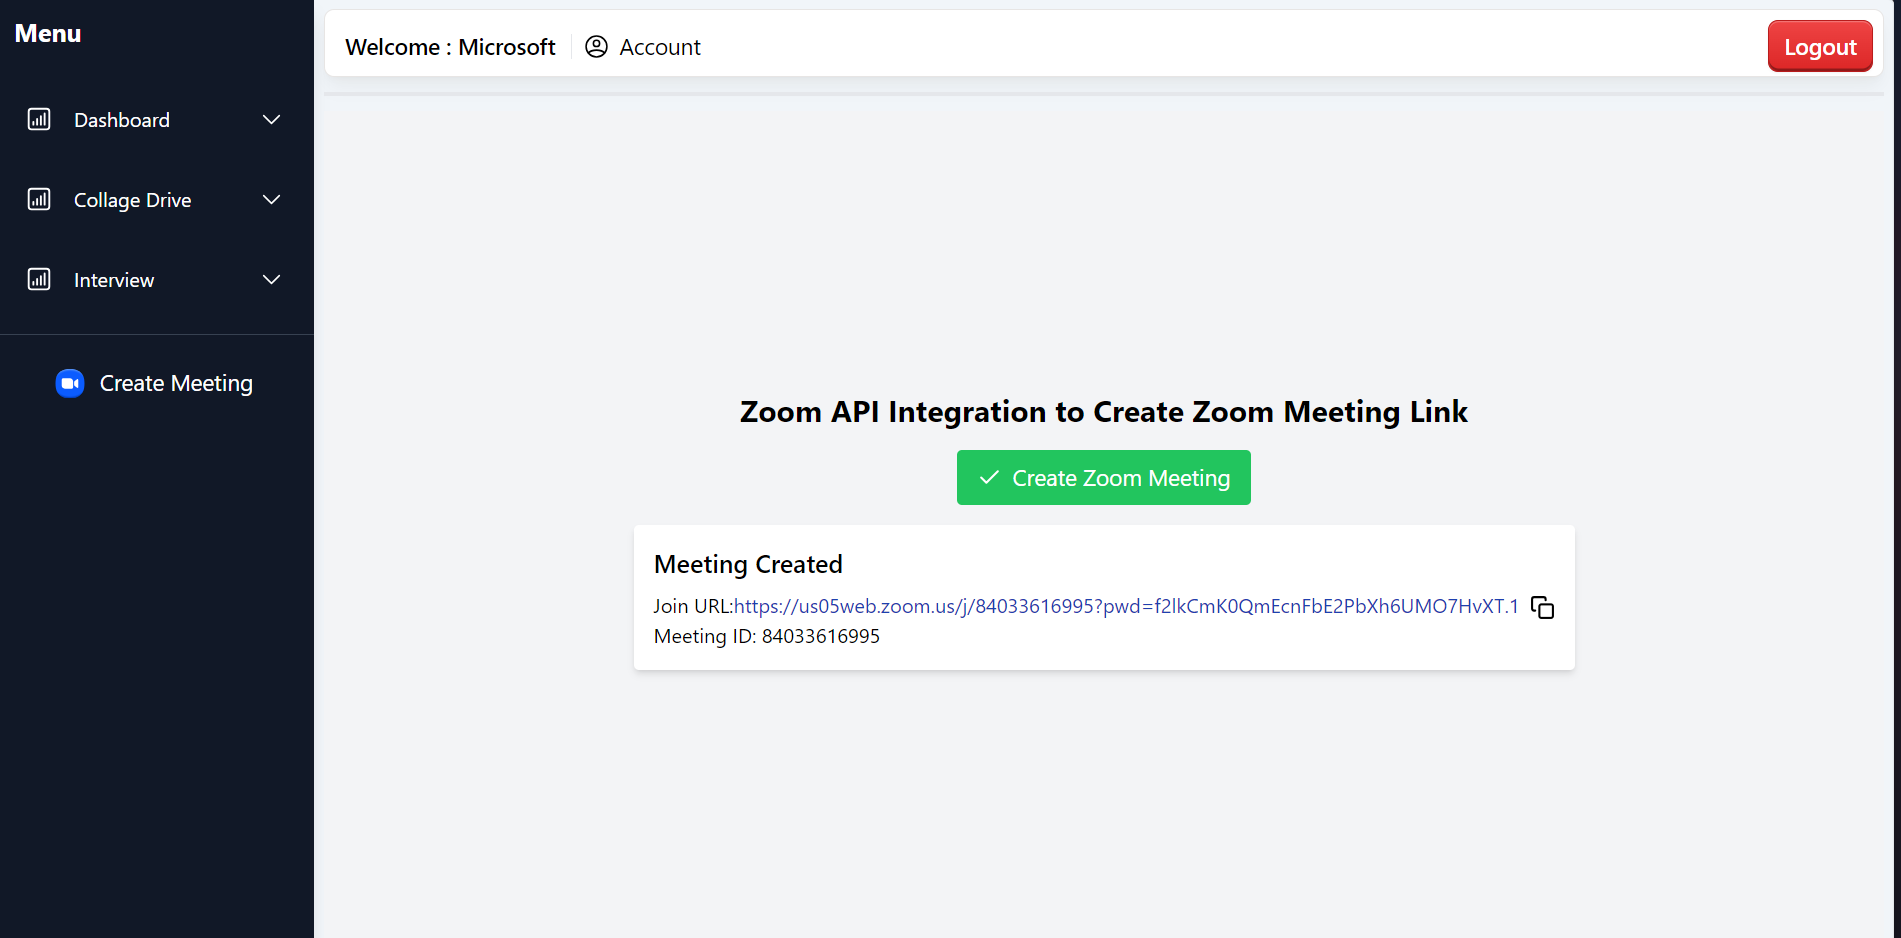 Menu
Dashboard
Collage Drive
Interview
Create Meeting
Welcome : Microsoft
Account
Logout
Zoom API Integration to Create Zoom Meeting Link
Create Zoom Meeting
Meeting Created
Join URL:https://us05web.zoom.us/j/84033616995?pwd=f2lkCmK0QmEcnFbE2PbXh6UMO7HvXT.1
Meeting ID: 84033616995